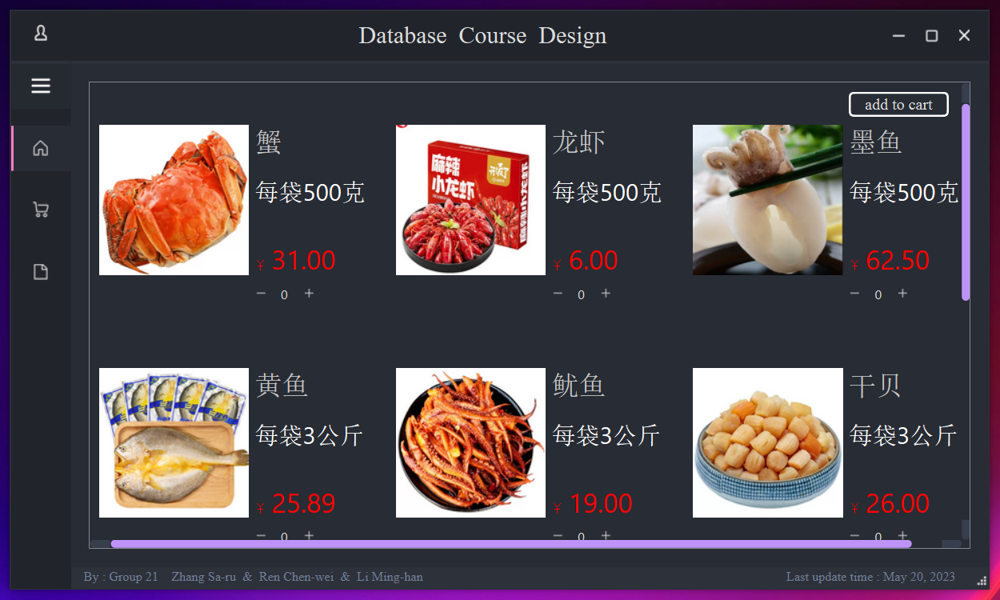 Database Course Design
add to cart
蟹
每袋500克
¥ 31.00
0
麻辣
小龙虾
龙虾
每袋500克
¥ 6.00
0
墨鱼
每袋500克
¥ 62.50
0
黄鱼
每袋3公斤
¥ 25.89
0
鱿鱼
每袋3公斤
¥ 19.00
0
干贝
每袋3公斤
¥ 26.00
0
By : Group 21 Zhang Sa-ru & Ren Chen-wei & Li Ming-han
Last update time : May 20, 2023